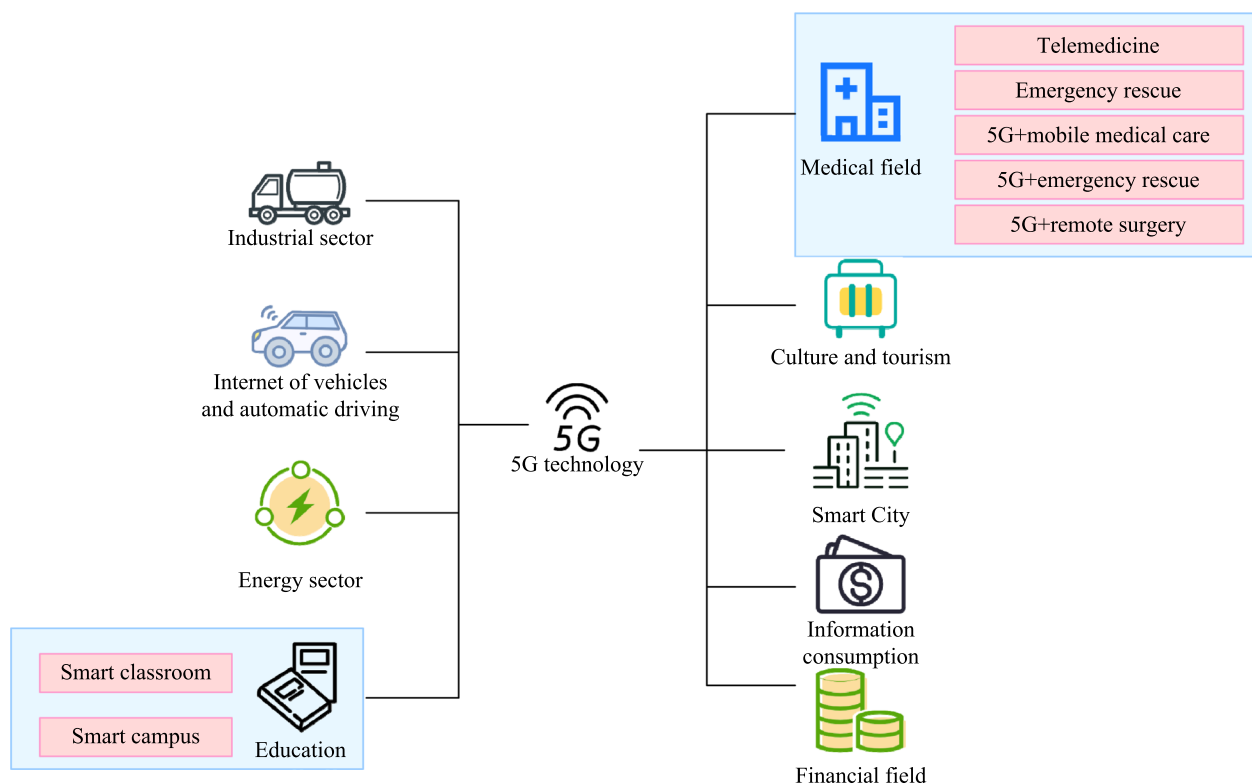 Industrial sector
Internet of vehicles
and automatic driving
Energy sector
Smart classroom
Smart campus
Education
5G
5G technology
Medical field
Telemedicine
Emergency rescue
5G+mobile medical care
5G+emergency rescue
5G+remote surgery
Culture and tourism
Smart City
$
Information
consumption
Financial field